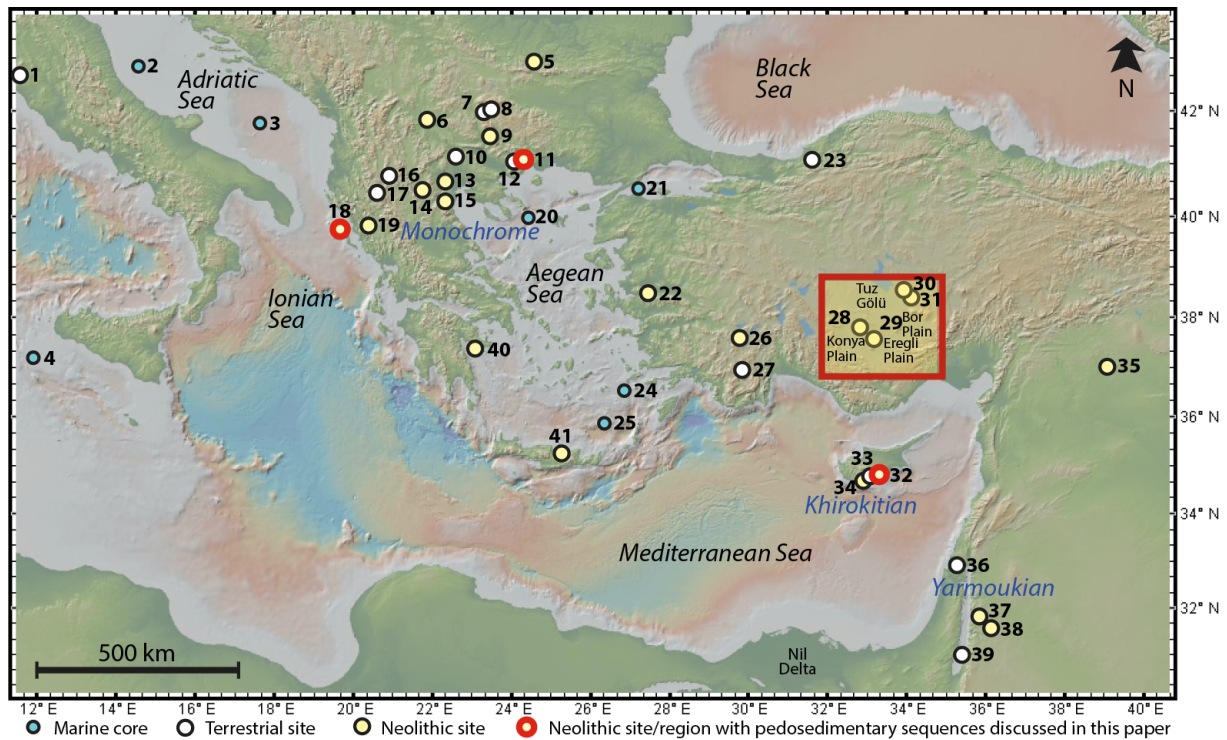 1
2
Adriatic
Sea
3
4
5
Black
Sea
N
6
7
8
9
10
11
12
13
14
15
16
17
18
19
Monochrome
20
21
22
23
Aegean
Sea
Ionian
Sea
24
25
26
27
Tuz
Gölü
30
31
28
29
Bor
Plain
Konya
Plain
Eregli
Plain
35
40
41
33
32
34
Khirokitian
Mediterranean Sea
36
Yarmoukian
37
38
39
Nil
Delta
500 km
42° N
40° N
38° N
36° N
34° N
32° N
12° E
14° E
16° E
18° E
20° E
22° E
24° E
26° E
28° E
30° E
32° E
34° E
36° E
38° E
40° E
Marine core
Terrestrial site
Neolithic site
Neolithic site/region with pedosedimentary sequences discussed in this paper